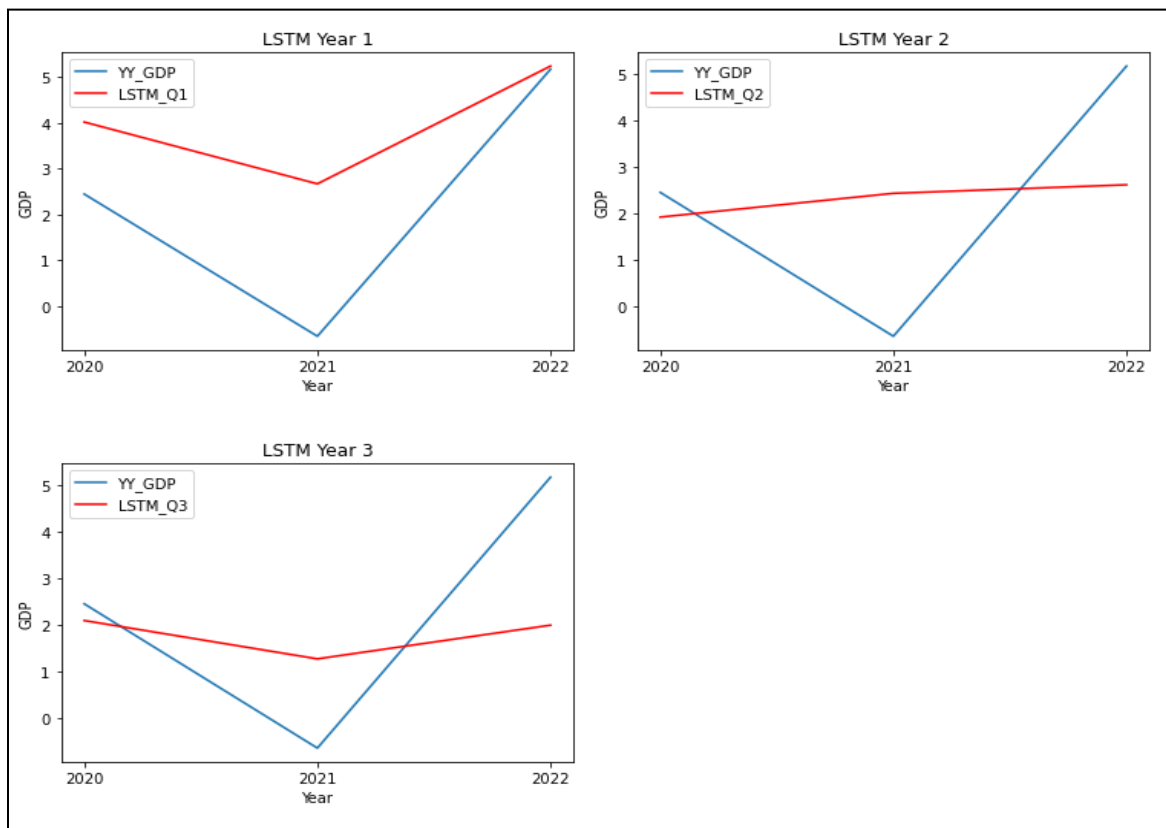 LSTM Year 1
YY_GDP
LSTM_Q1
5
4
3
2
1
0
GDP
2020 2021 2022
Year
LSTM Year 2
YY_GDP
LSTM_Q2
5
4
3
2
1
0
GDP
2020 2021 2022
Year
LSTM Year 3
YY_GDP
LSTM_Q3
5
4
3
2
1
0
GDP
2020 2021 2022
Year